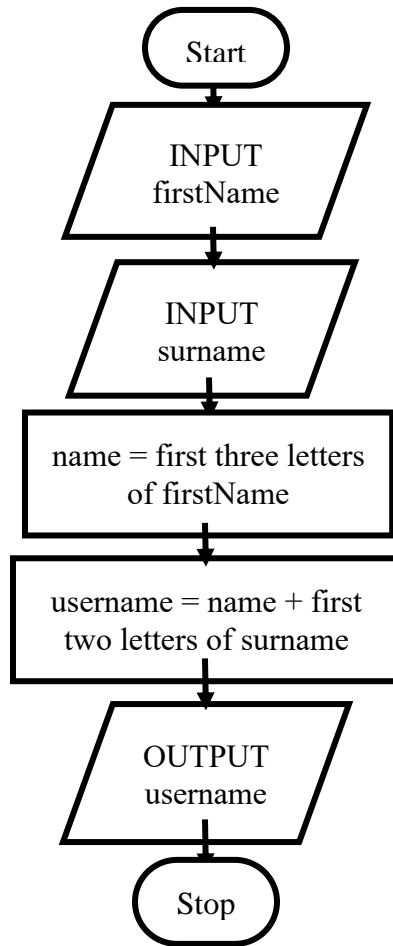 Start
INPUT
firstName
INPUT
surname
name = first three letters
of firstName
username = name + first
two letters of surname
OUTPUT
username
Stop